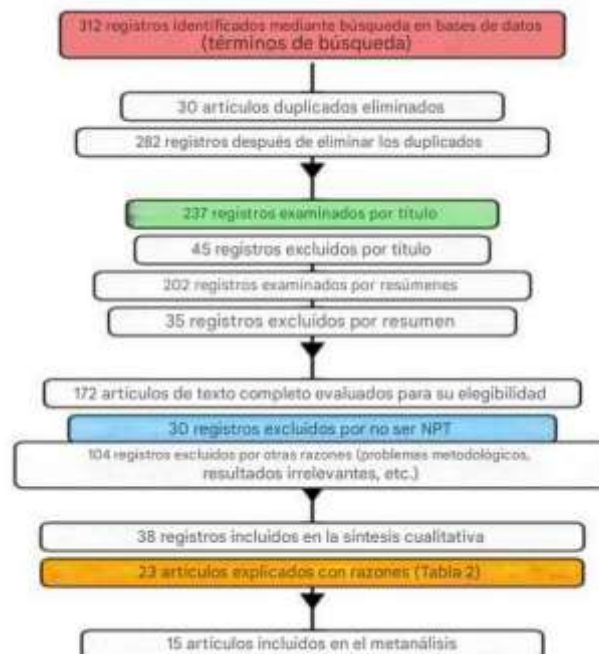 312 registros identificados mediante búsqueda en bases de datos
(términos de búsqueda)
30 artículos duplicados eliminados
282 registros después de eliminar los duplicados
237 registros examinados por título
45 registros excluidos por título
202 registros examinados por resúmenes
35 registros excluidos por resumen
172 artículos de texto completo evaluados para su elegibilidad
30 registros excluidos por no ser NPT
104 registros excluidos por otras razones (problemas metodológicos,
resultados irrelevantes, etc.)
38 registros incluidos en la síntesis cualitativa
23 artículos explicados con razones (Tabla 2)
15 artículos incluidos en el metanálisis